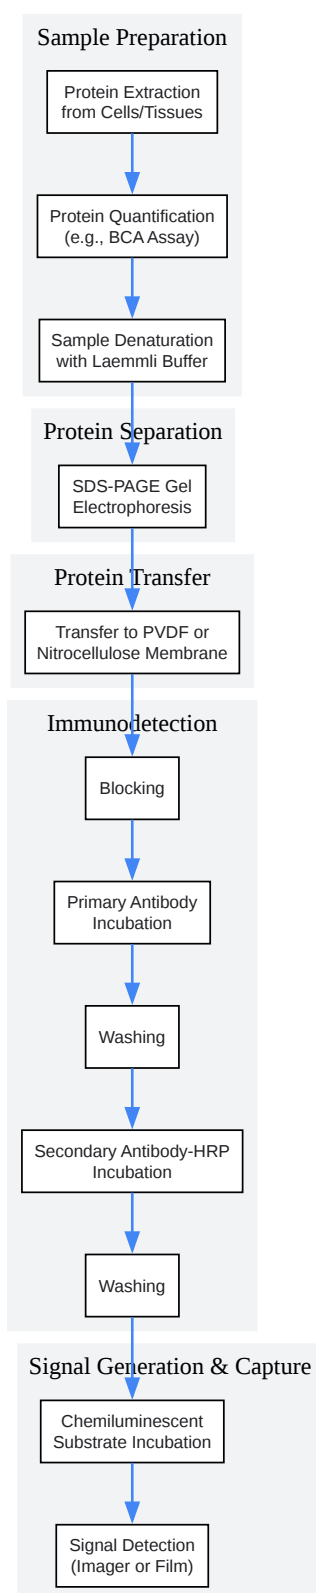 Sample Preparation
Protein Extraction
from Cells/Tissues
Protein Quantification
(e.g., BCA Assay)
Sample Denaturation
with Laemmli Buffer
Protein Separation
SDS-PAGE Gel
Electrophoresis
Protein Transfer
Transfer to PVDF or
Nitrocellulose Membrane
Immunodetection
Blocking
Primary Antibody
Incubation
Washing
Secondary Antibody-HRP
Incubation
Washing
Signal Generation & Capture
Chemiluminescent
Substrate Incubation
Signal Detection
(Imager or Film)